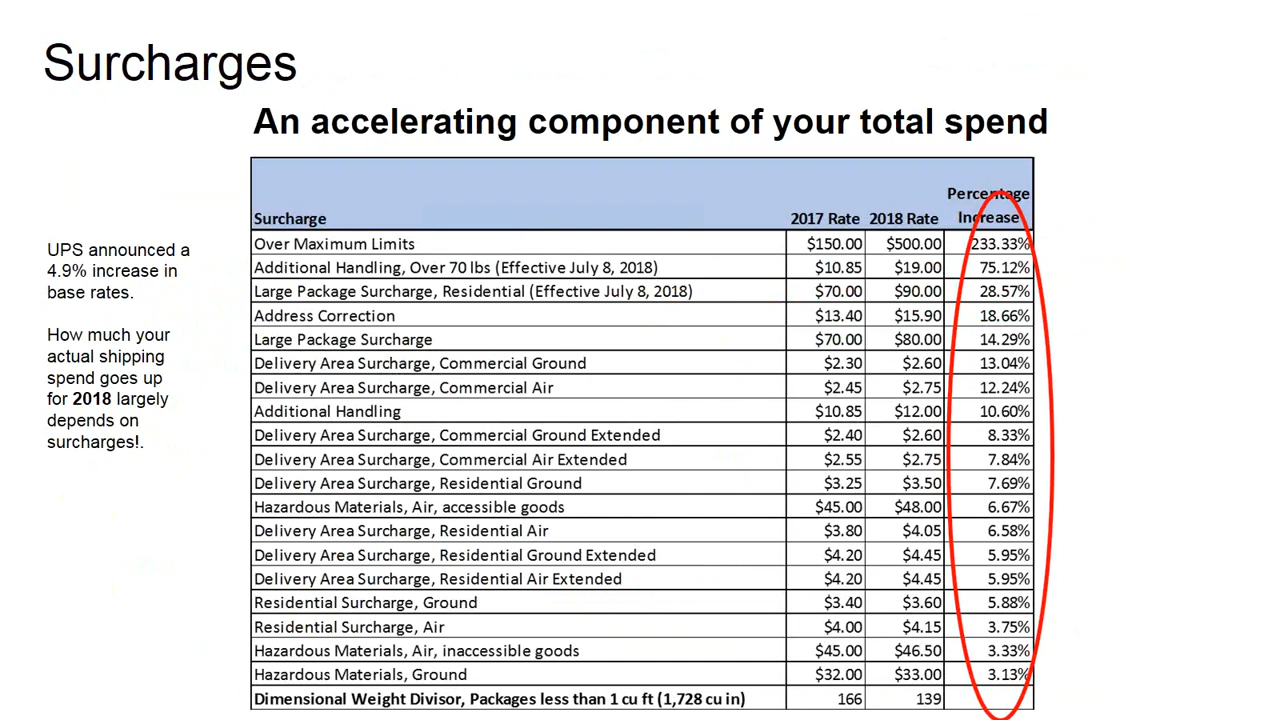 Surcharges
An accelerating component of your total spend
UPS announced a
4.9% increase in
base rates.
How much your
actual shipping
spend goes up
for 2018 largely
depends on
surcharges!.
Surcharge 2017 Rate 2018 Rate Percentage Increase
Over Maximum Limits $150.00 $500.00 233.33%
Additional Handling, Over 70 lbs (Effective July 8, 2018) $10.85 $19.00 75.12%
Large Package Surcharge, Residential (Effective July 8, 2018) $70.00 $90.00 28.57%
Address Correction $13.40 $15.90 18.66%
Large Package Surcharge $70.00 $80.00 14.29%
Delivery Area Surcharge, Commercial Ground $2.30 $2.60 13.04%
Delivery Area Surcharge, Commercial Air $2.45 $2.75 12.24%
Additional Handling $10.85 $12.00 10.60%
Delivery Area Surcharge, Commercial Ground Extended $2.40 $2.60 8.33%
Delivery Area Surcharge, Commercial Air Extended $2.55 $2.75 7.84%
Delivery Area Surcharge, Residential Ground $3.25 $3.50 7.69%
Hazardous Materials, Air, accessible goods $45.00 $48.00 6.67%
Delivery Area Surcharge, Residential Air $3.80 $4.05 6.58%
Delivery Area Surcharge, Residential Ground Extended $4.20 $4.45 5.95%
Delivery Area Surcharge, Residential Air Extended $4.20 $4.45 5.95%
Residential Surcharge, Ground $3.40 $3.60 5.88%
Residential Surcharge, Air $4.00 $4.15 3.75%
Hazardous Materials, Air, inaccessible goods $45.00 $46.50 3.33%
Hazardous Materials, Ground $32.00 $33.00 3.13%
Dimensional Weight Divisor, Packages less than 1 cu ft (1,728 cu in) 166 139